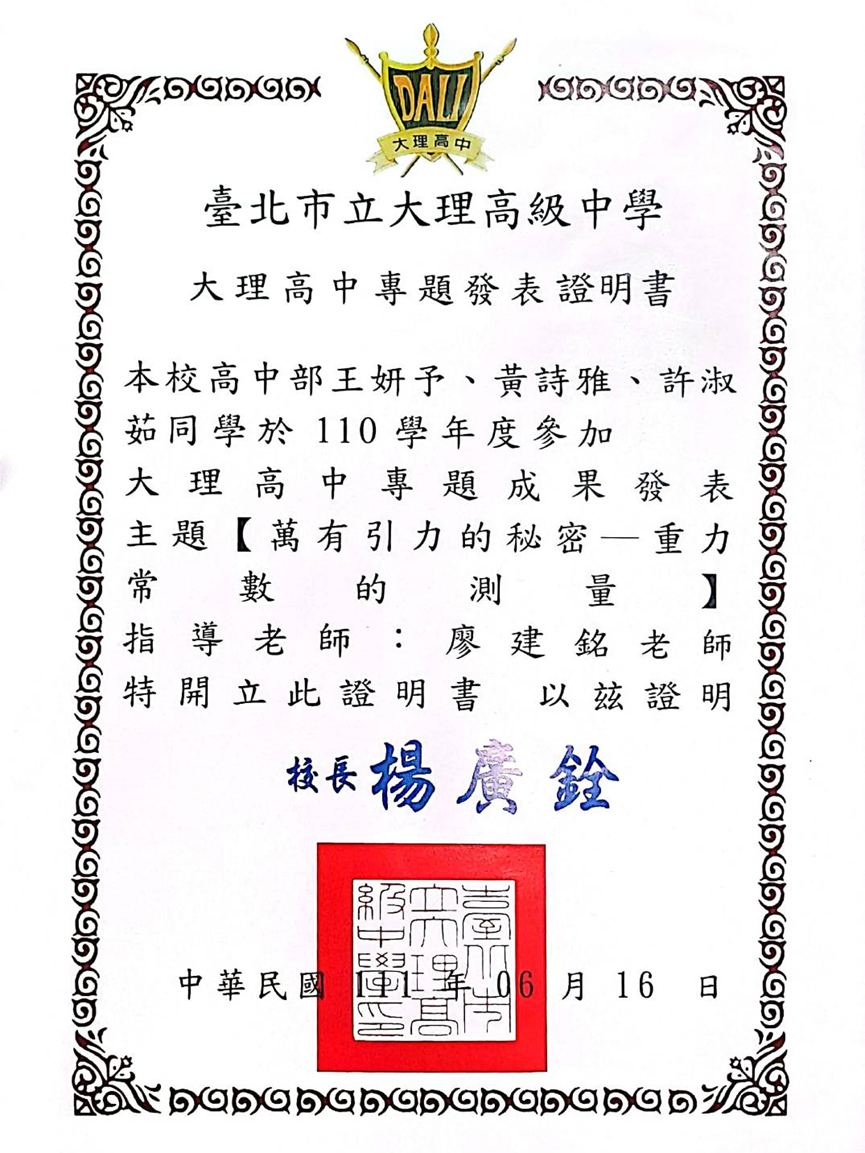 DALI
大理高中
臺北市立大理高級中學
大理高中專題發表證明書
本校高中部王妍予、黃詩雅、許淑
茹同學於 110 學年度參加
大理高中專題成果發表
主題【萬有引力的秘密—重力
常數的測量】
指導老師：廖建銘老師
特開立此證明書 以茲證明
校長 楊廣銓
臺北市立大理高級中學印
中華民國 111 年 06 月 16 日